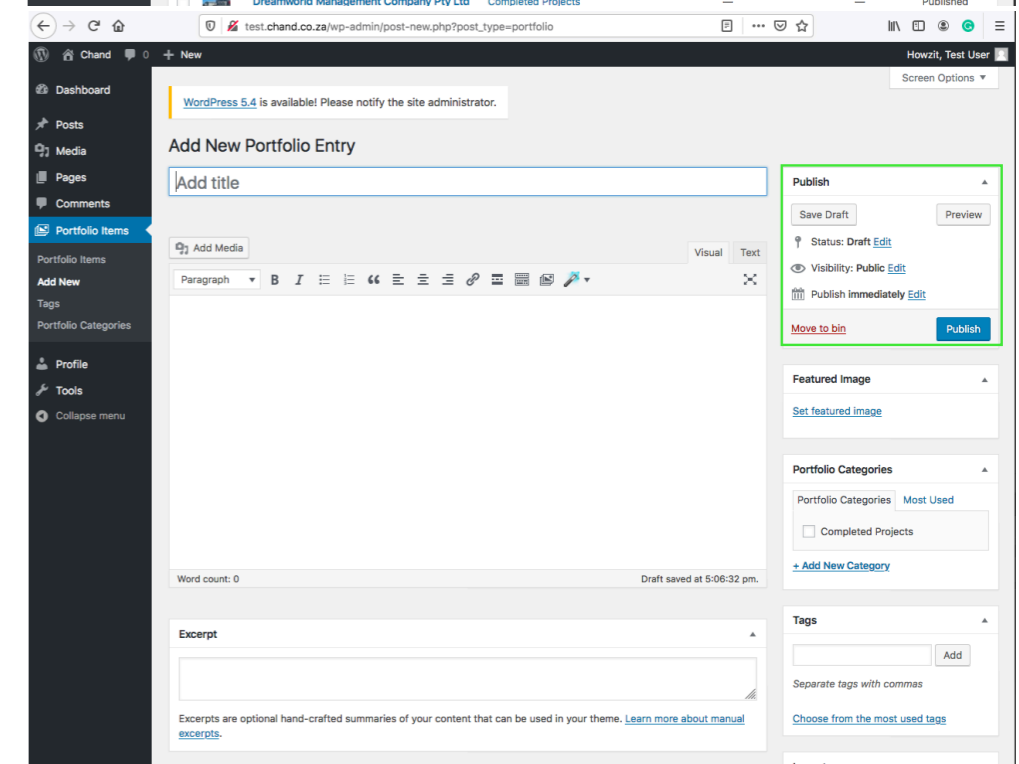 Dreamworld Management Company Pty Ltd Completed Projects — — Published
test.chand.co.za/wp-admin/post-new.php?post_type=portfolio
Chand 0 + New Howzit, Test User
Screen Options ▼
Dashboard
Posts
Media
Pages
Comments
Portfolio Items
Portfolio Items
Add New
Tags
Portfolio Categories
Profile
Tools
Collapse menu
WordPress 5.4 is available! Please notify the site administrator.
Add New Portfolio Entry
Add title
Add Media
Visual Text
Paragraph B I
Word count: 0 Draft saved at 5:06:32 pm.
Excerpt
Excerpts are optional hand-crafted summaries of your content that can be used in your theme. Learn more about manual
excerpts.
Publish
Save Draft Preview
Status: Draft Edit
Visibility: Public Edit
Publish immediately Edit
Move to bin Publish
Featured Image
Set featured image
Portfolio Categories
Portfolio Categories Most Used
Completed Projects
+ Add New Category
Tags
Add
Separate tags with commas
Choose from the most used tags